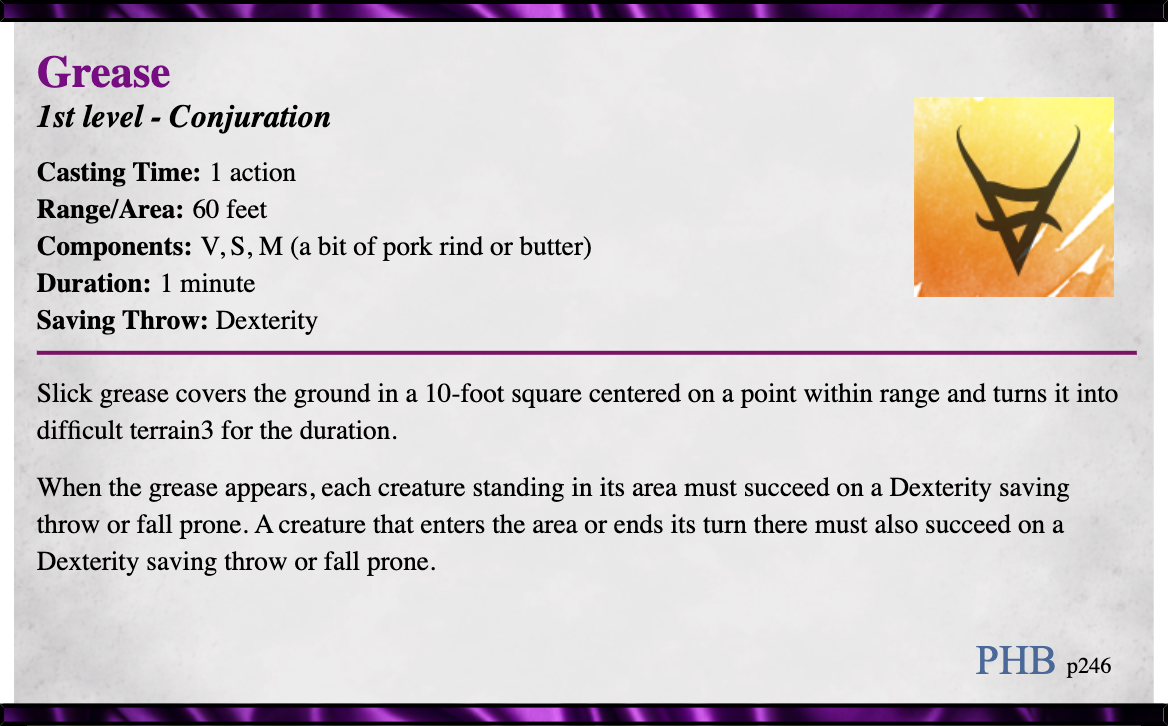 Grease
1st level - Conjuration
Casting Time: 1 action
Range/Area: 60 feet
Components: V, S, M (a bit of pork rind or butter)
Duration: 1 minute
Saving Throw: Dexterity
Slick grease covers the ground in a 10-foot square centered on a point within range and turns it into
difficult terrain3 for the duration.
When the grease appears, each creature standing in its area must succeed on a Dexterity saving
throw or fall prone. A creature that enters the area or ends its turn there must also succeed on a
Dexterity saving throw or fall prone.
PHB p246